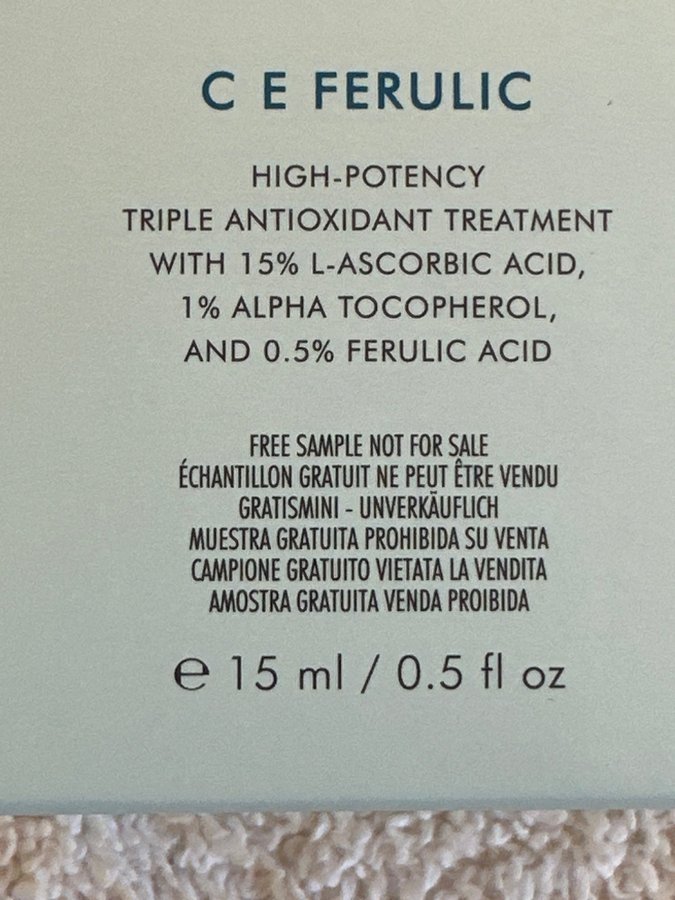 C E FERULIC
HIGH-POTENCY
TRIPLE ANTIOXIDANT TREATMENT
WITH 15% L-ASCORBIC ACID,
1% ALPHA TOCOPHEROL,
AND 0.5% FERULIC ACID
FREE SAMPLE NOT FOR SALE
ÉCHANTILLON GRATUIT NE PEUT ÊTRE VENDU
GRATISMINI - UNVERKÄUFLICH
MUESTRA GRATUITA PROHIBIDA SU VENTA
CAMPIONE GRATUITO VIETATA LA VENDITA
AMOSTRA GRATUITA VENDA PROIBIDA
℮ 15 ml / 0.5 fl oz